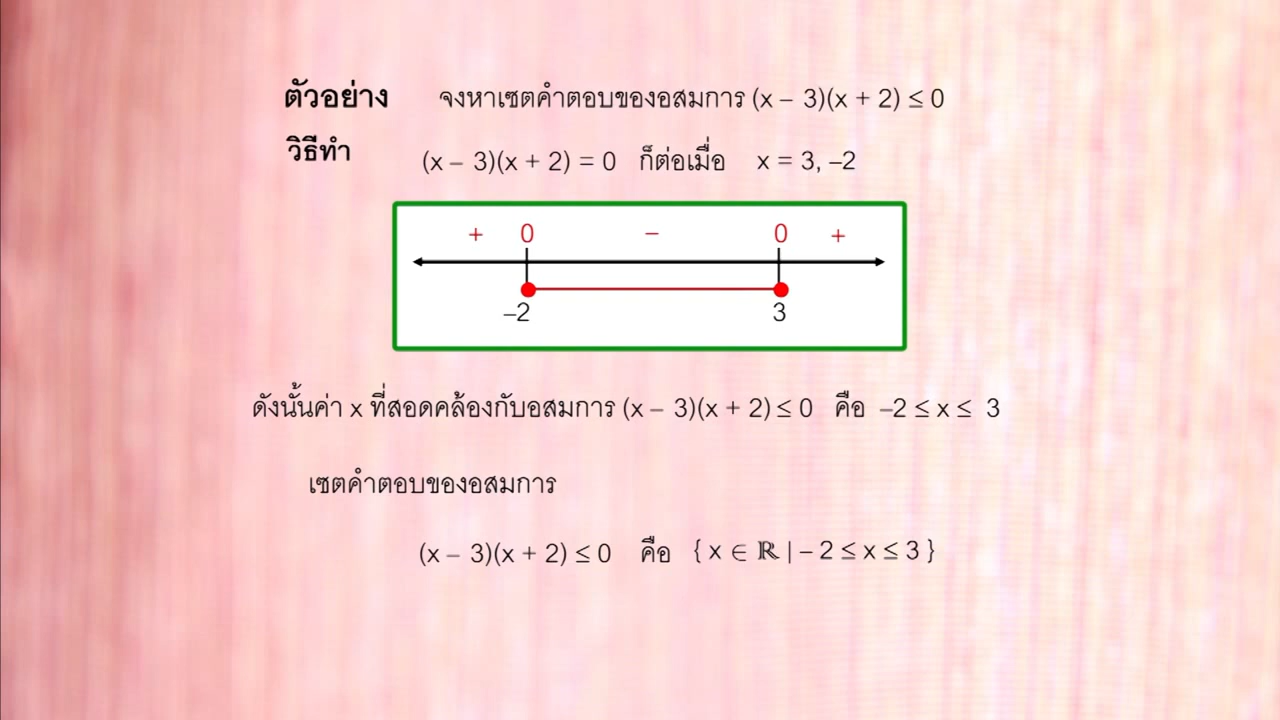 ตัวอย่าง จงหาเซตคำตอบของอสมการ (x – 3)(x + 2) ≤ 0
วิธีทำ (x – 3)(x + 2) = 0 ก็ต่อเมื่อ x = 3, –2
+ 0 – 0 +
–2 3
ดังนั้นค่า x ที่สอดคล้องกับอสมการ (x – 3)(x + 2) ≤ 0 คือ –2 ≤ x ≤ 3
เซตคำตอบของอสมการ
(x – 3)(x + 2) ≤ 0 คือ { x ∈ ℝ | – 2 ≤ x ≤ 3 }